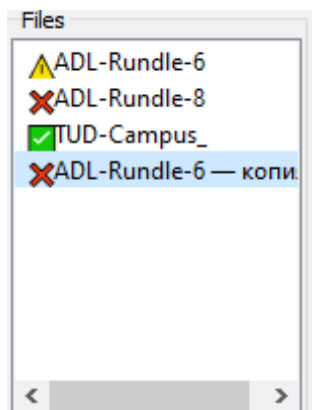 Files
ADL-Rundle-6
ADL-Rundle-8
TUD-Campus_
ADL-Rundle-6 — копи